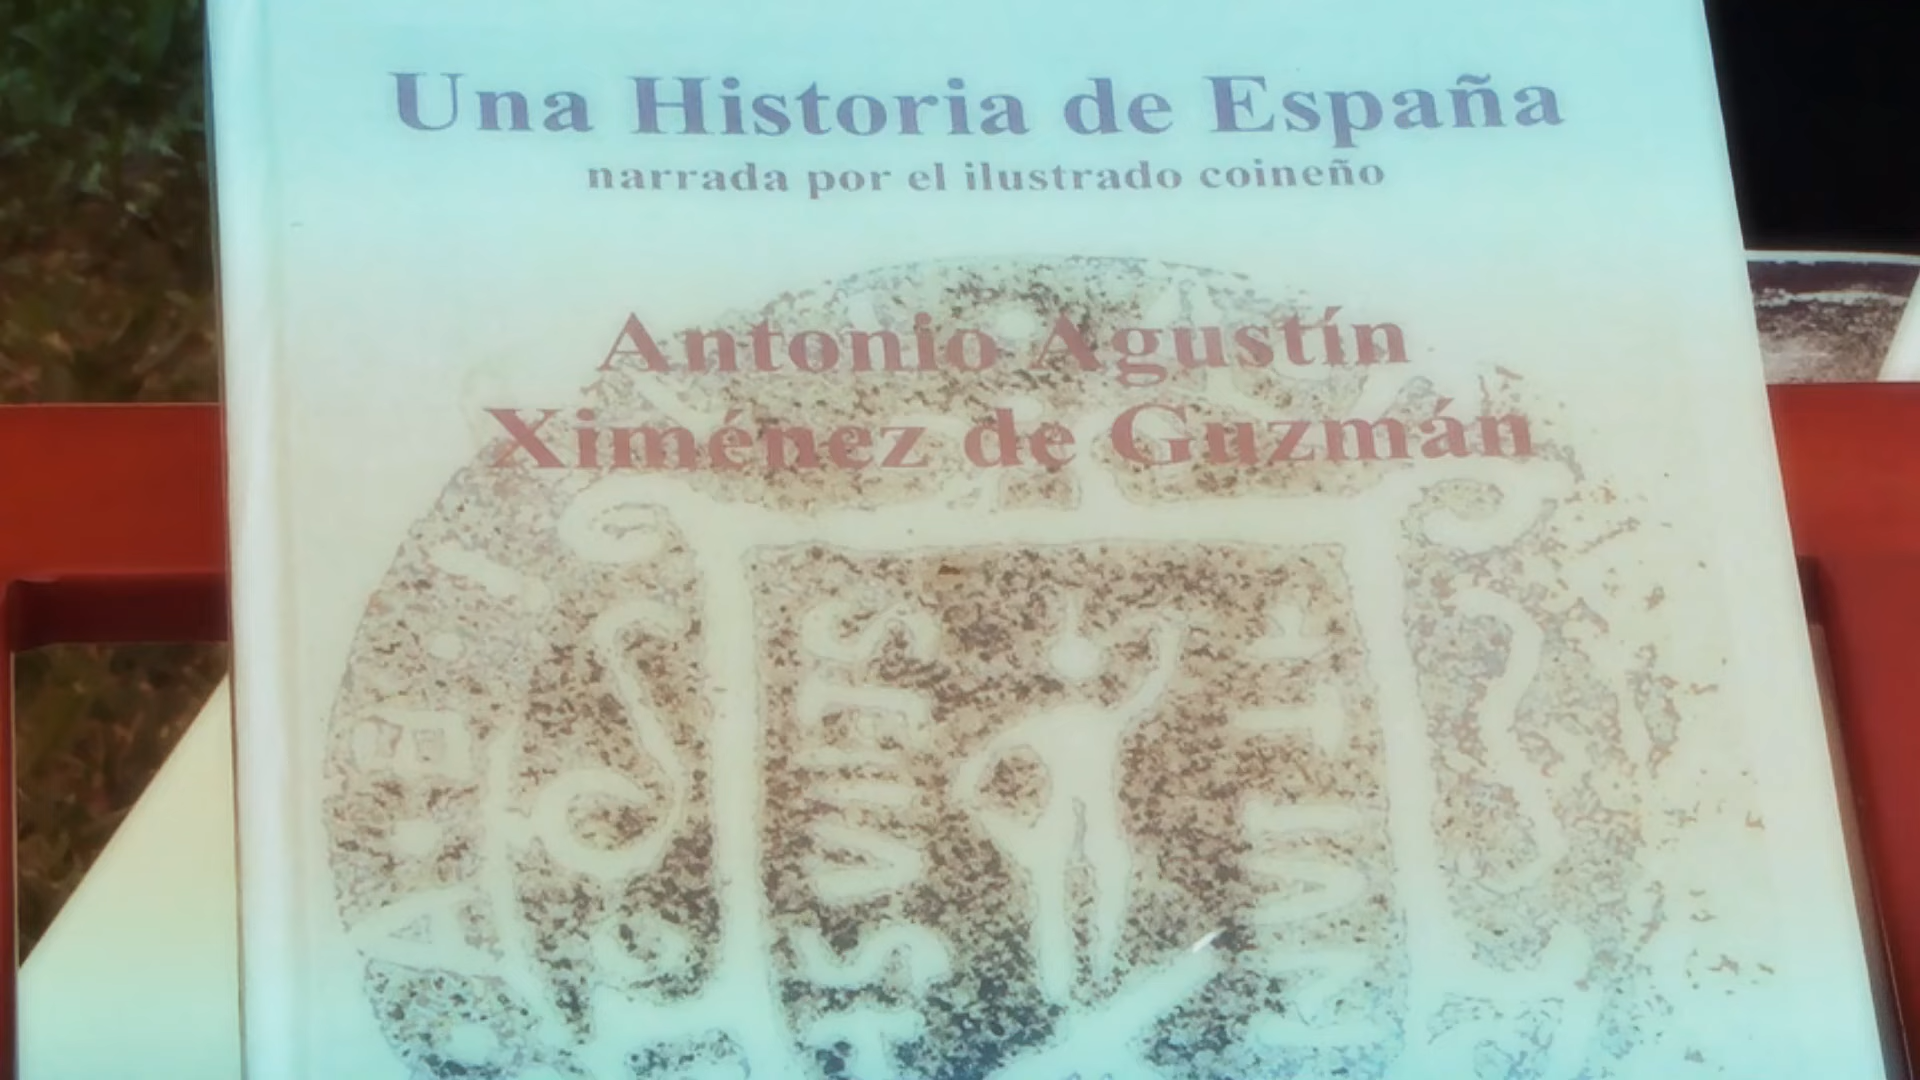 Una Historia de España
narrada por el ilustrado coineño
Antonio Agustín
Ximénez de Guzmán